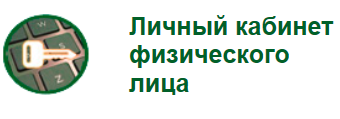 Личный кабинет
физического
лица